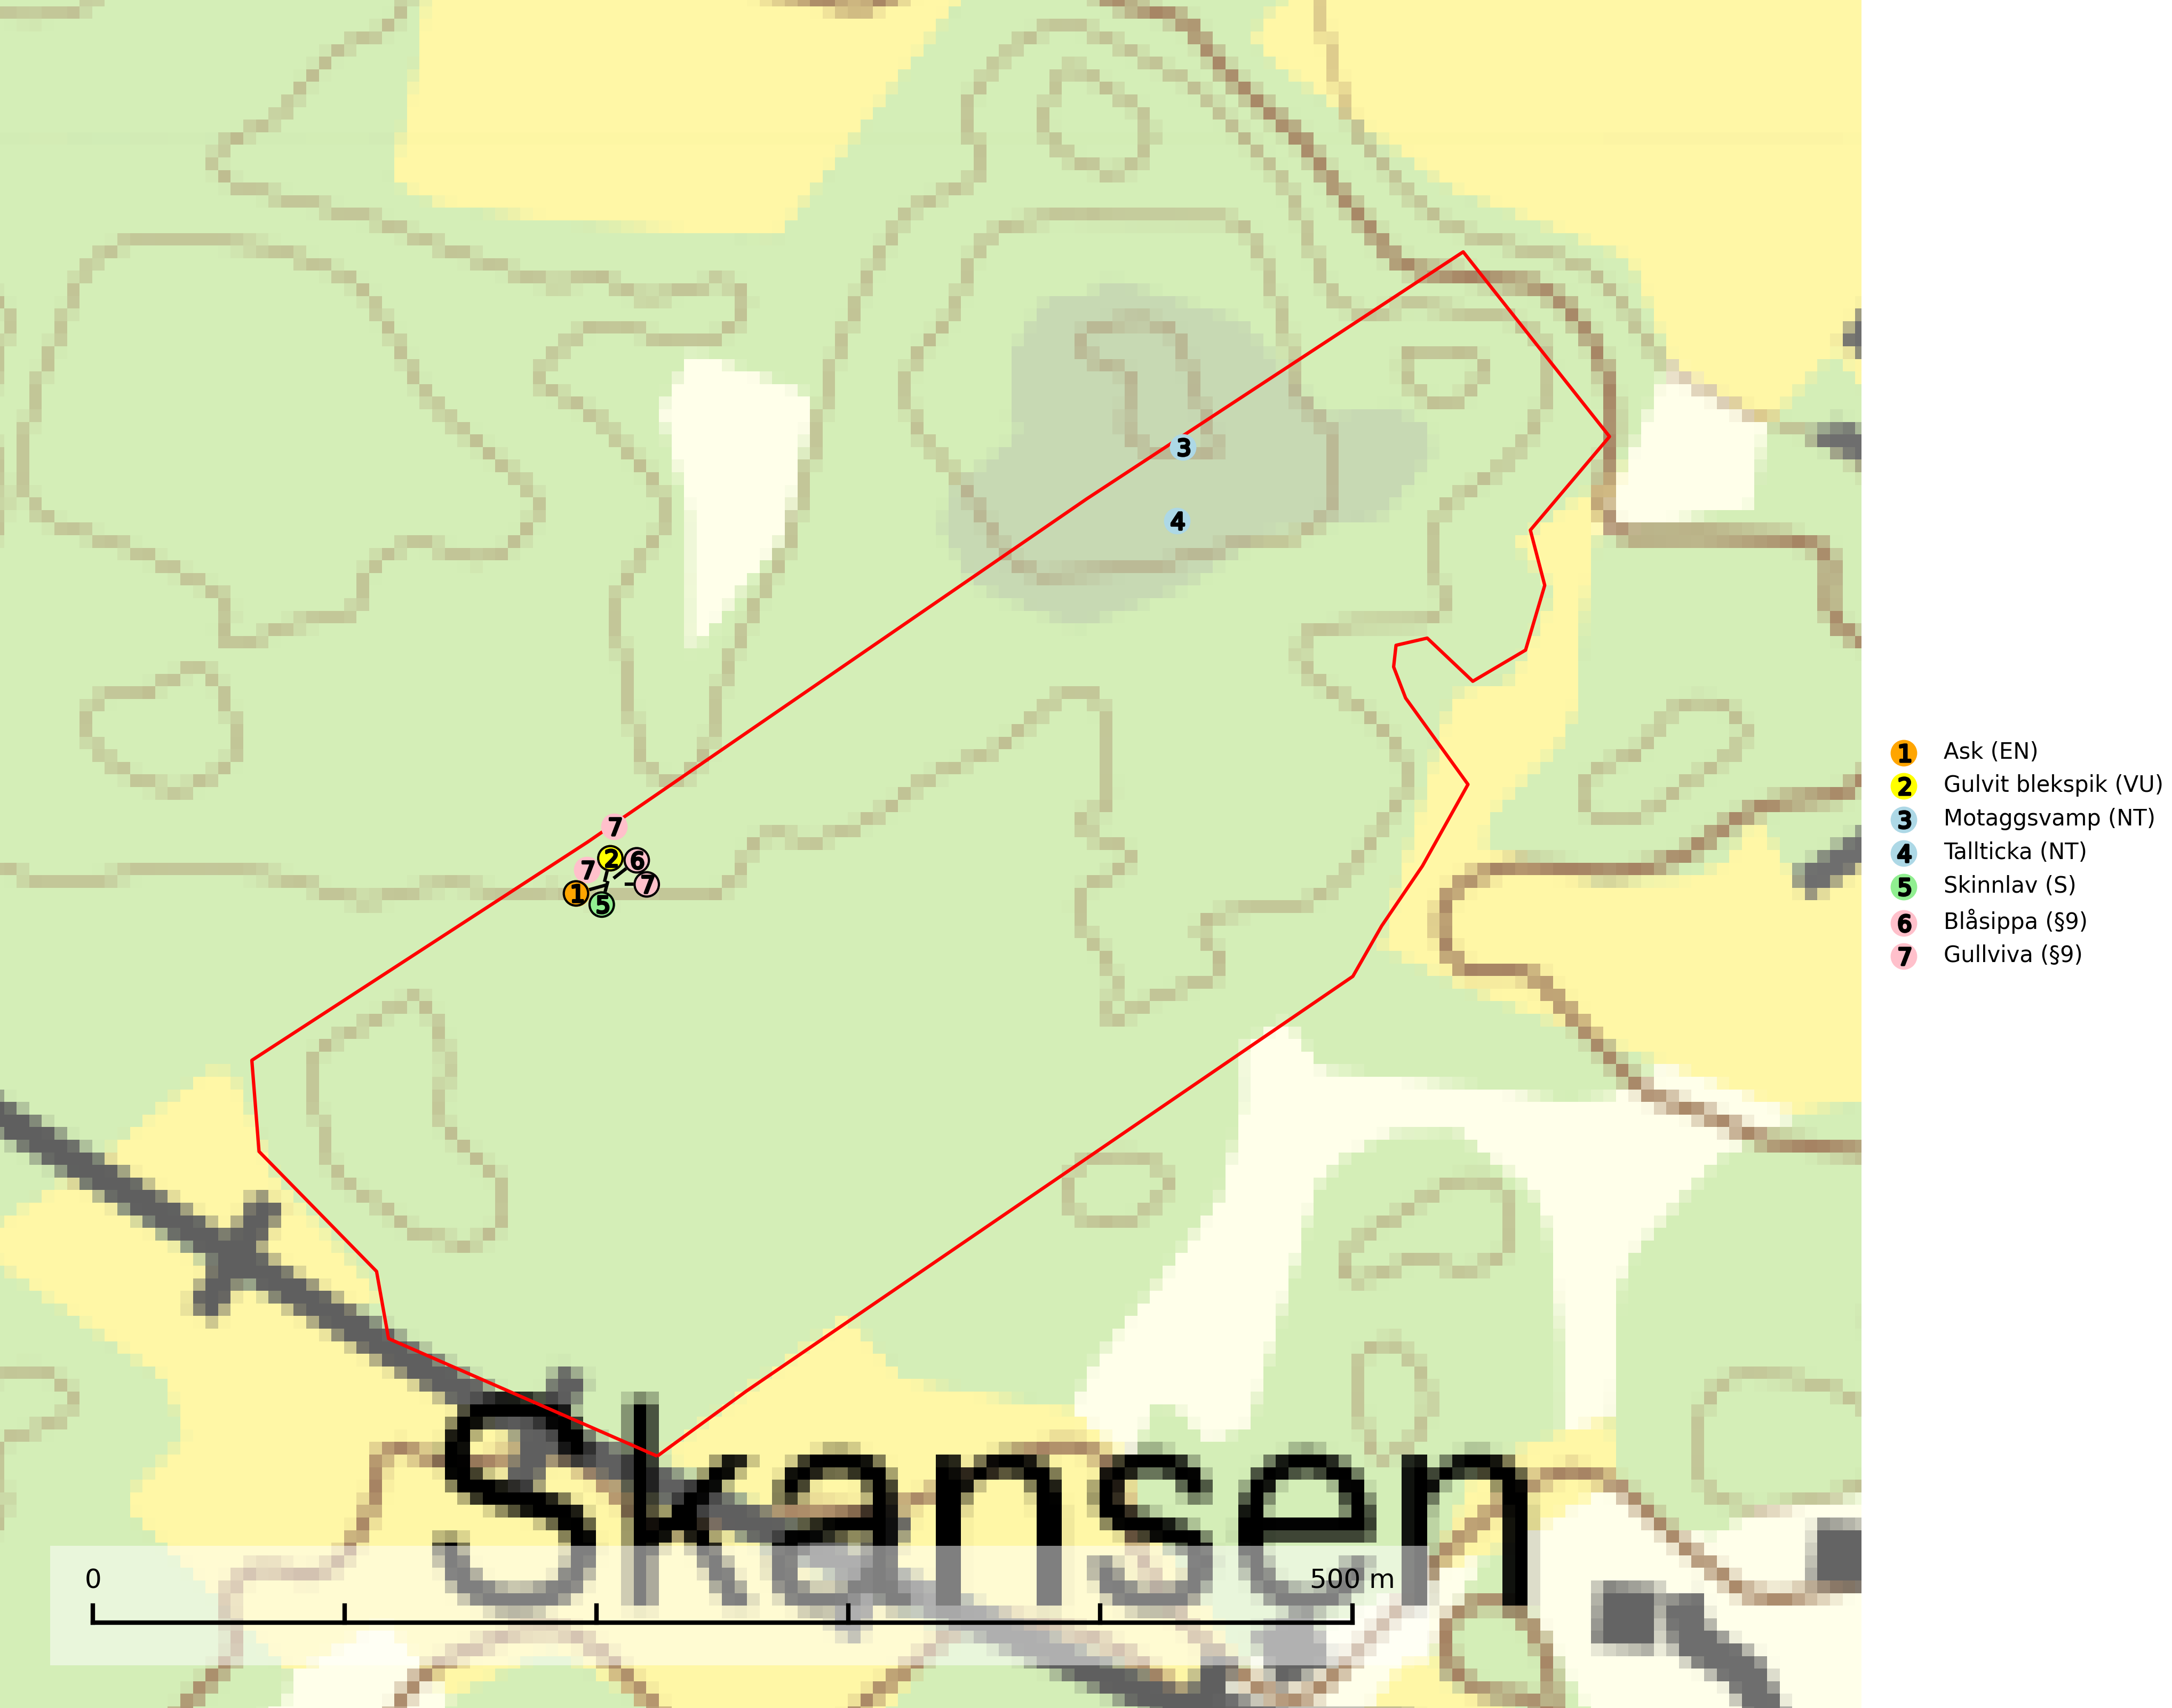 3
4
7
7
2
6
7
1
5
1 Ask (EN)
2 Gulvit blekspik (VU)
3 Motaggsvamp (NT)
4 Tallticka (NT)
5 Skinnlav (S)
6 Blåsippa (§9)
7 Gullviva (§9)
Skansen
0 500 m